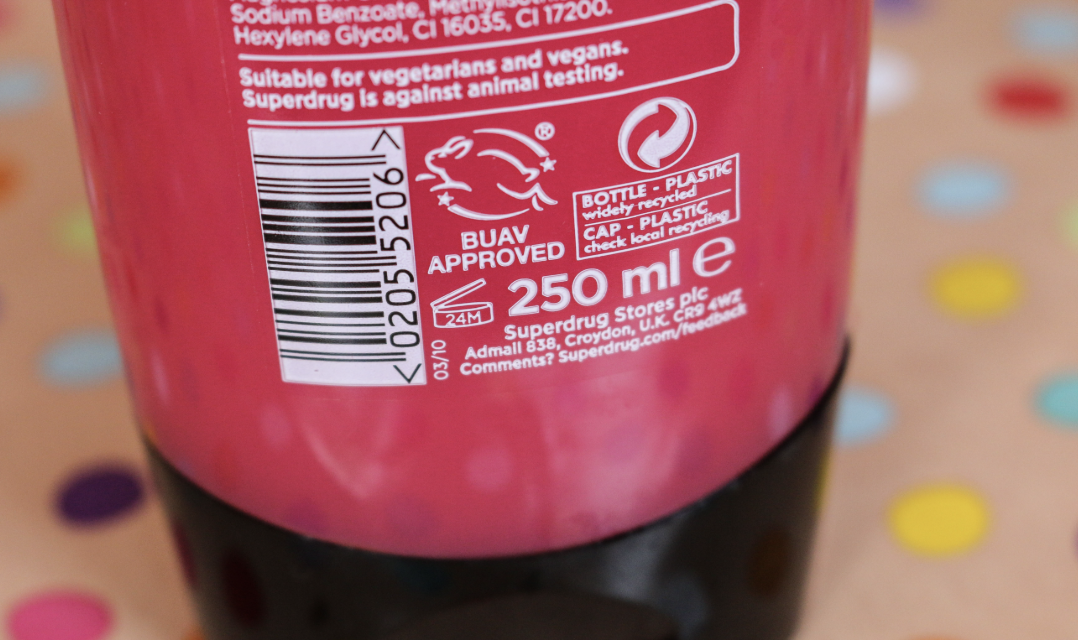 Sodium Benzoate,
Hexylene Glycol, CI 16035, CI 17200.
Suitable for vegetarians and vegans.
Superdrug is against animal testing.
<0205 5206>
®
BUAV
APPROVED
BOTTLE - PLASTIC
widely recycled
CAP - PLASTIC
check local recycling
24M
250 ml e
03/10
Superdrug Stores plc
Admail 838, Croydon, U.K. CR9 4WZ
Comments? Superdrug.com/feedback